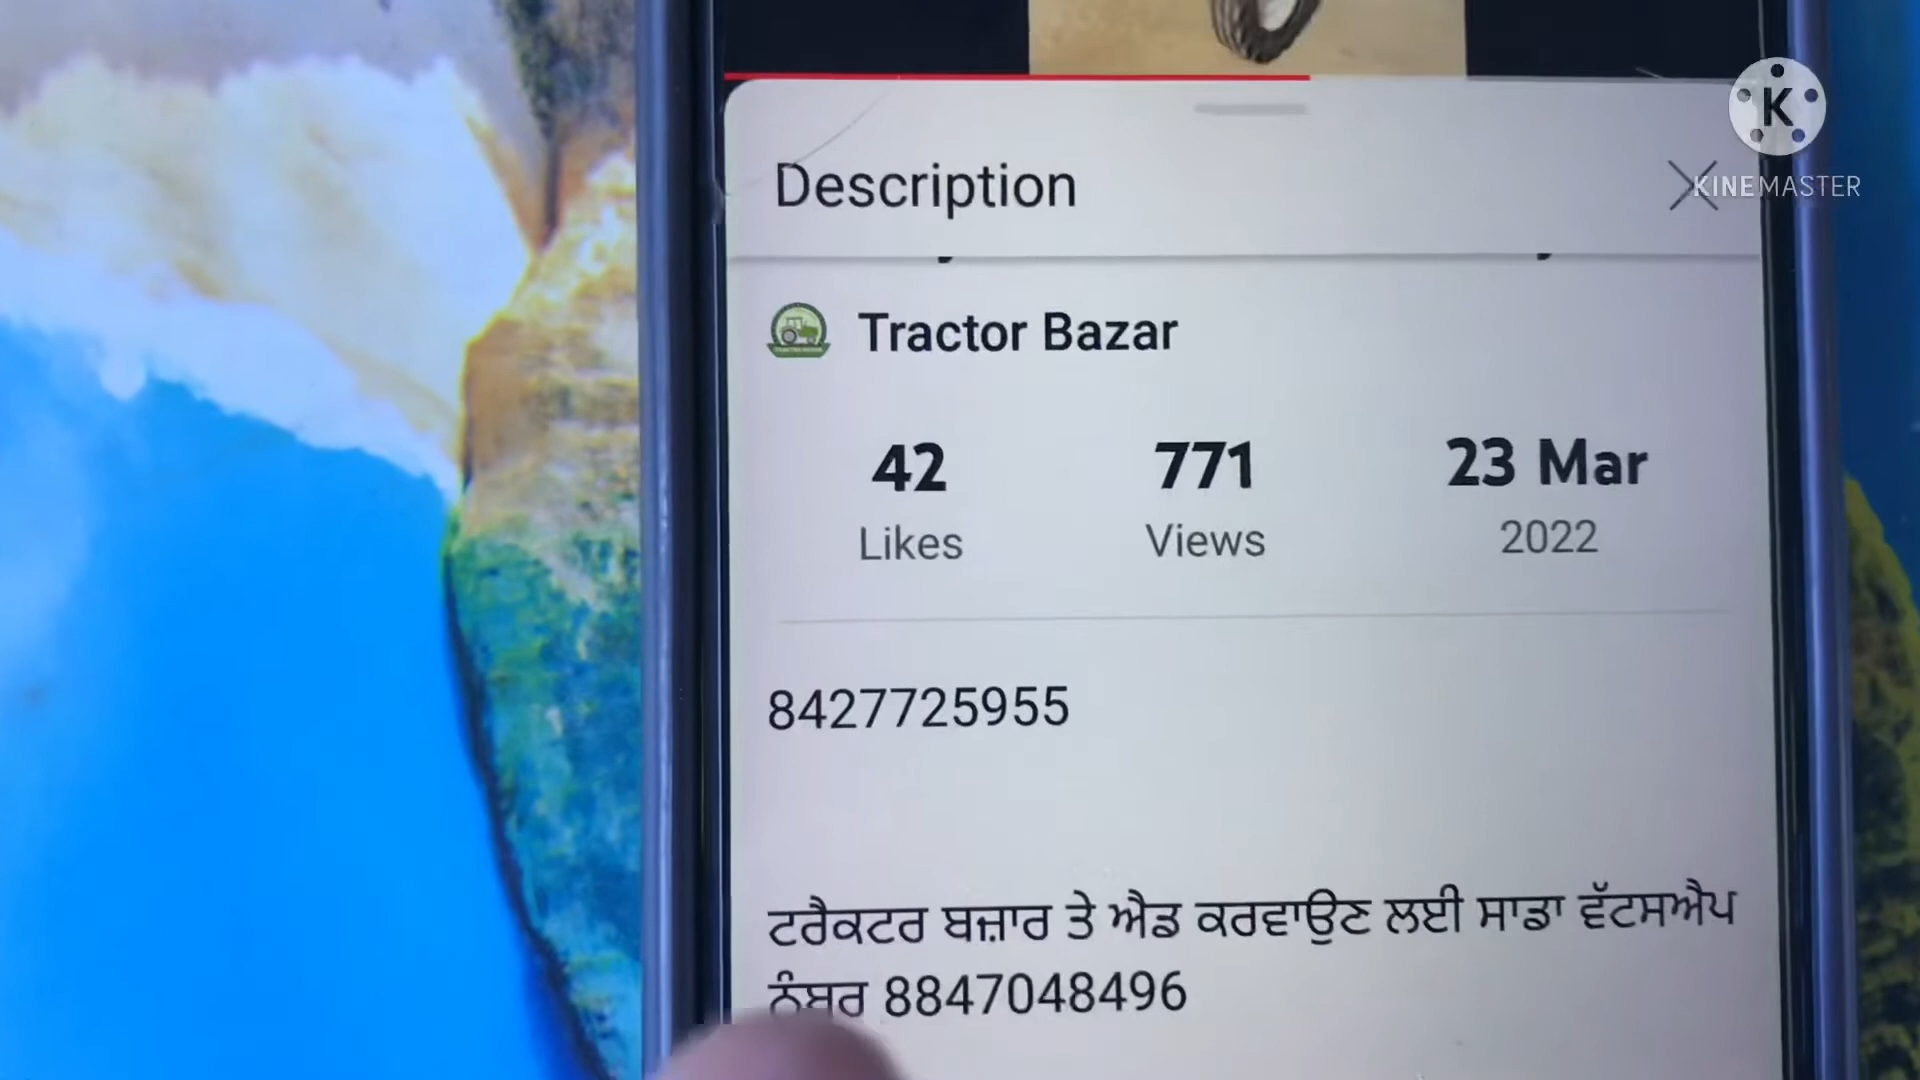 K
KINEMASTER
Description
Tractor Bazar
42
771
23 Mar
Likes
Views
2022
8427725955
ਟਰੈਕਟਰ ਬਜ਼ਾਰ ਤੇ ਐਡ ਕਰਵਾਉਣ ਲਈ ਸਾਡਾ ਵੱਟਸਐਪ
ਨੰਬਰ 8847048496